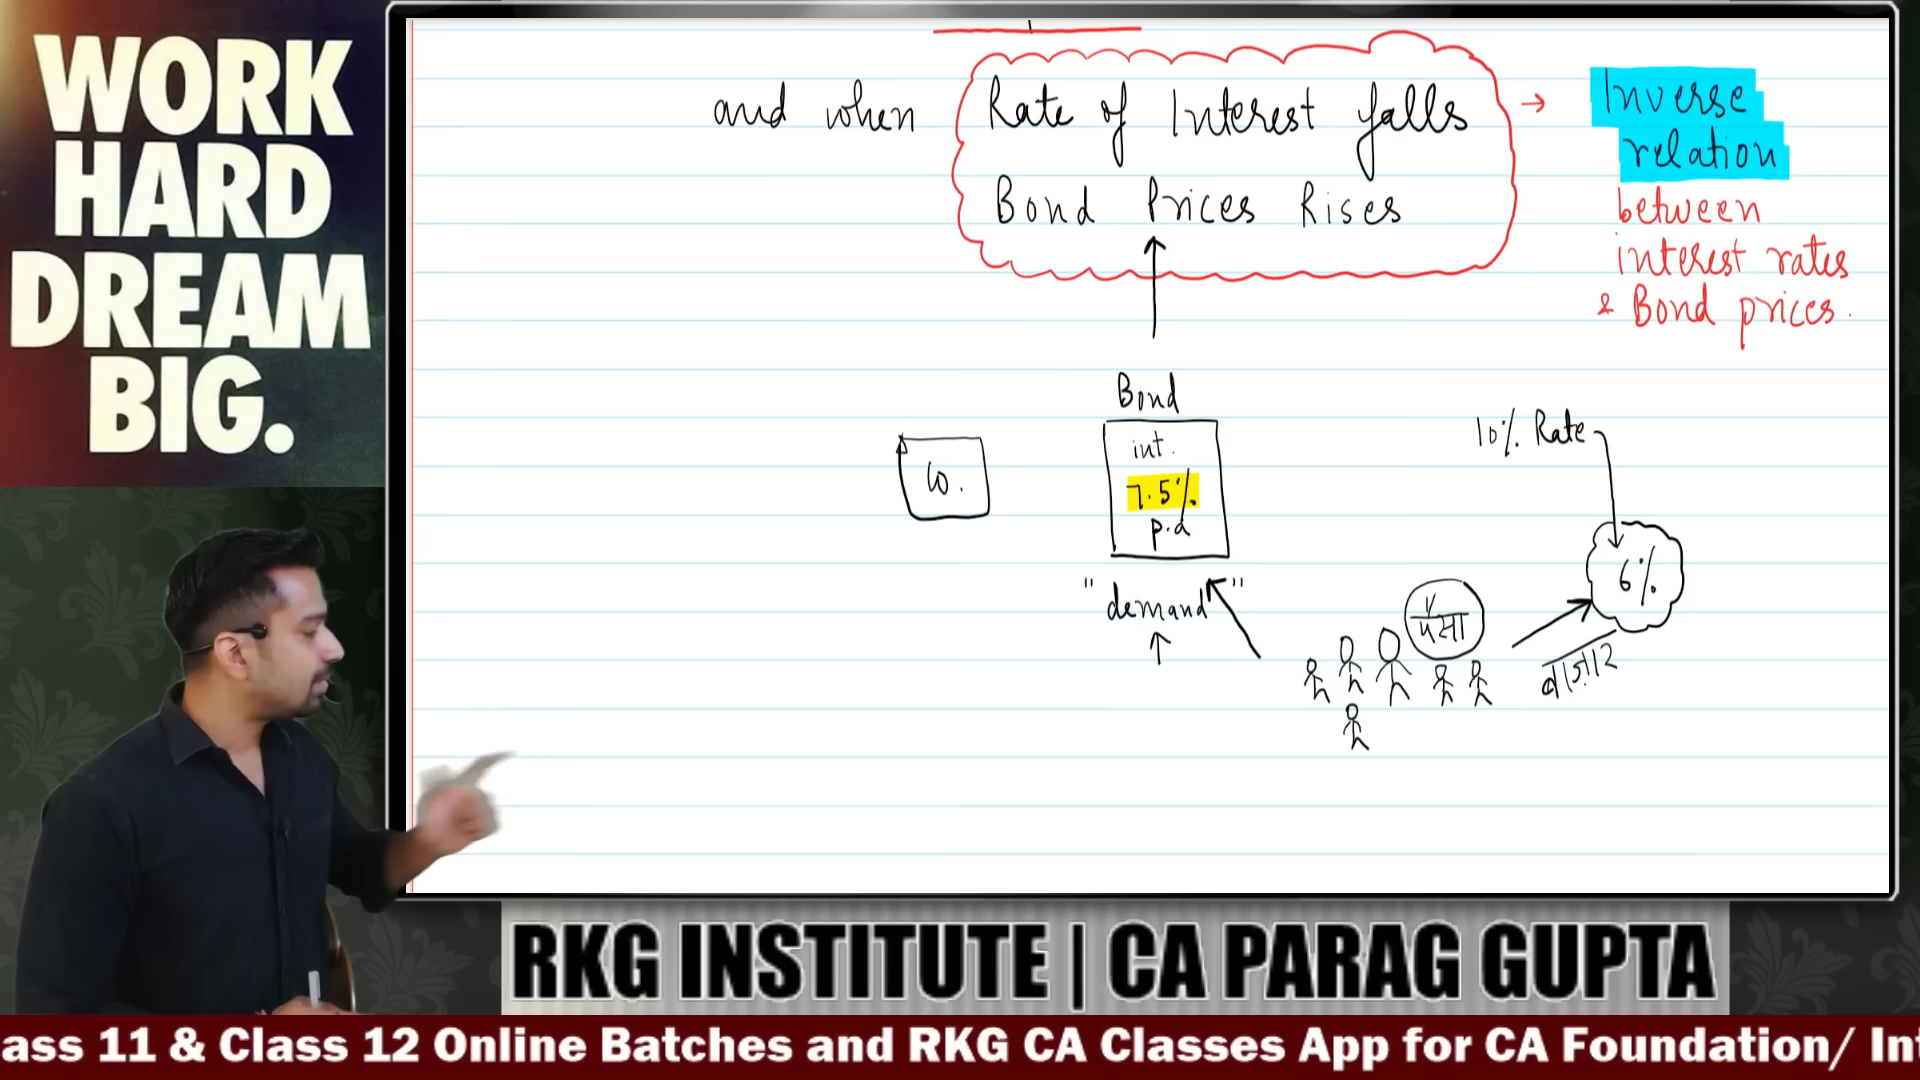 WORK
HARD
DREAM
BIG.
and when Rate of Interest falls
Bond Prices Rises
→ Inverse
relation
between
interest rates
& Bond prices.
Bond
int.
7.5%
p.a
Co.
"demand"
10% Rate
6%
पैसा
RKG INSTITUTE | CA PARAG GUPTA
ass 11 & Class 12 Online Batches and RKG CA Classes App for CA Foundation/ Int